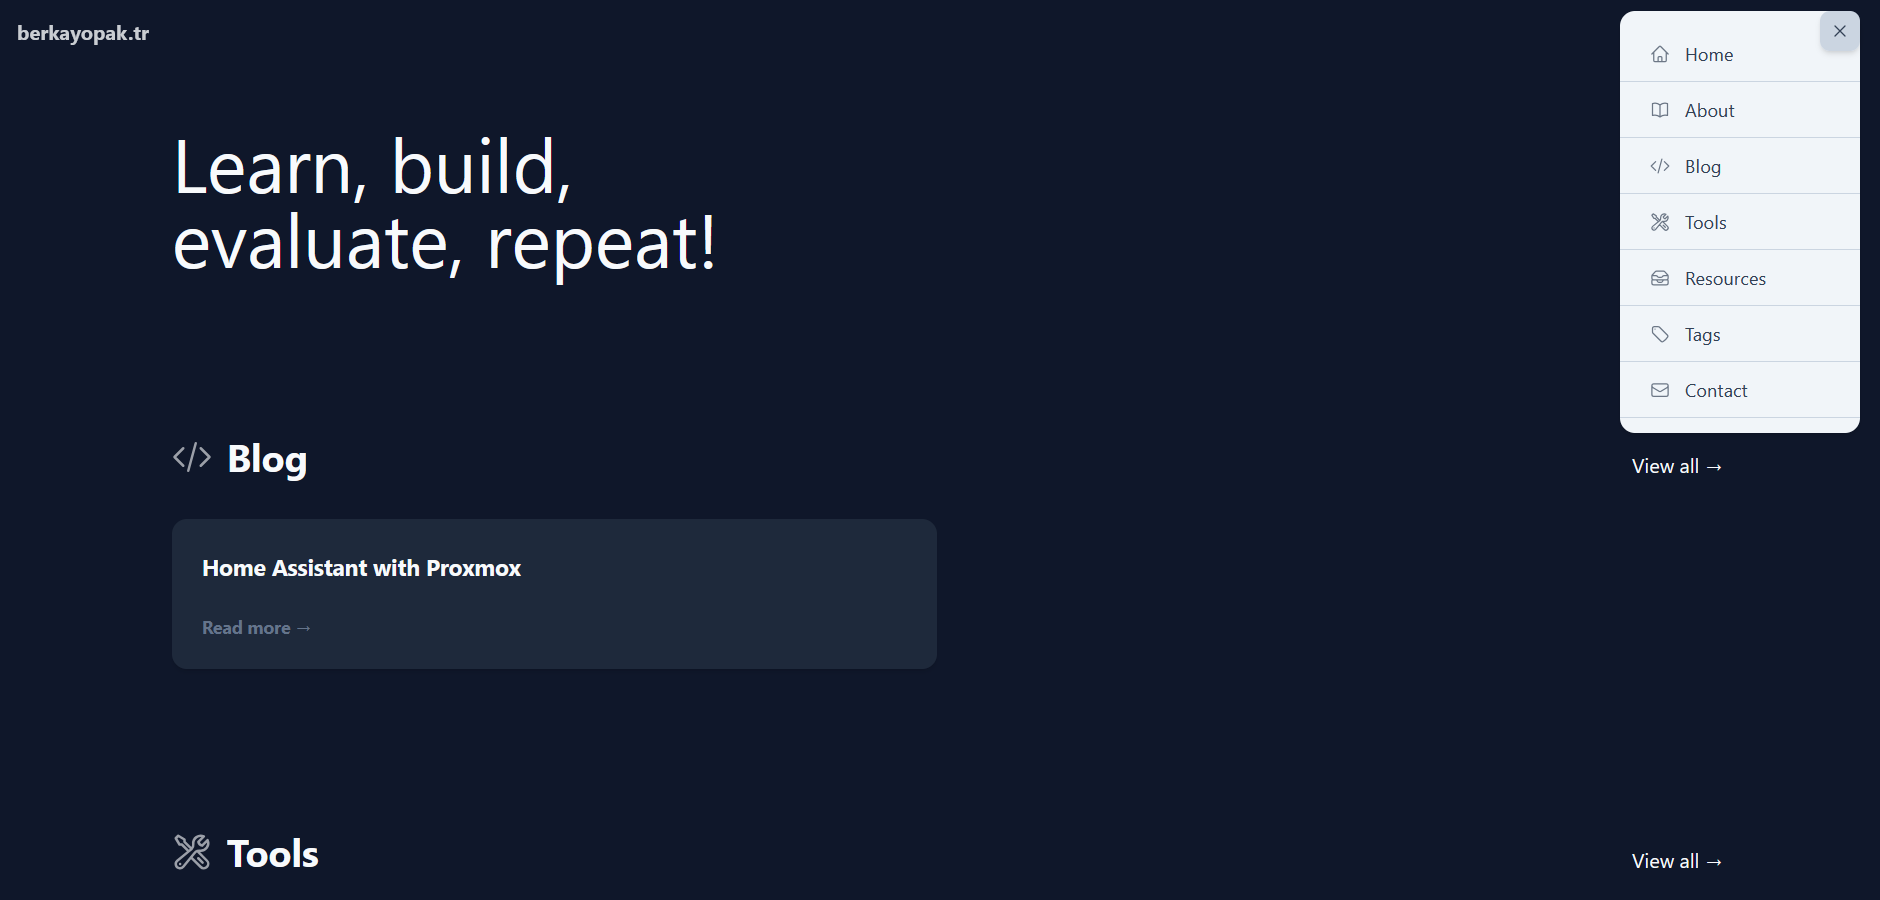 berkayopak.tr
Home
About
Blog
Tools
Resources
Tags
Contact
Learn, build,
evaluate, repeat!
Blog
View all →
Home Assistant with Proxmox
Read more →
Tools
View all →